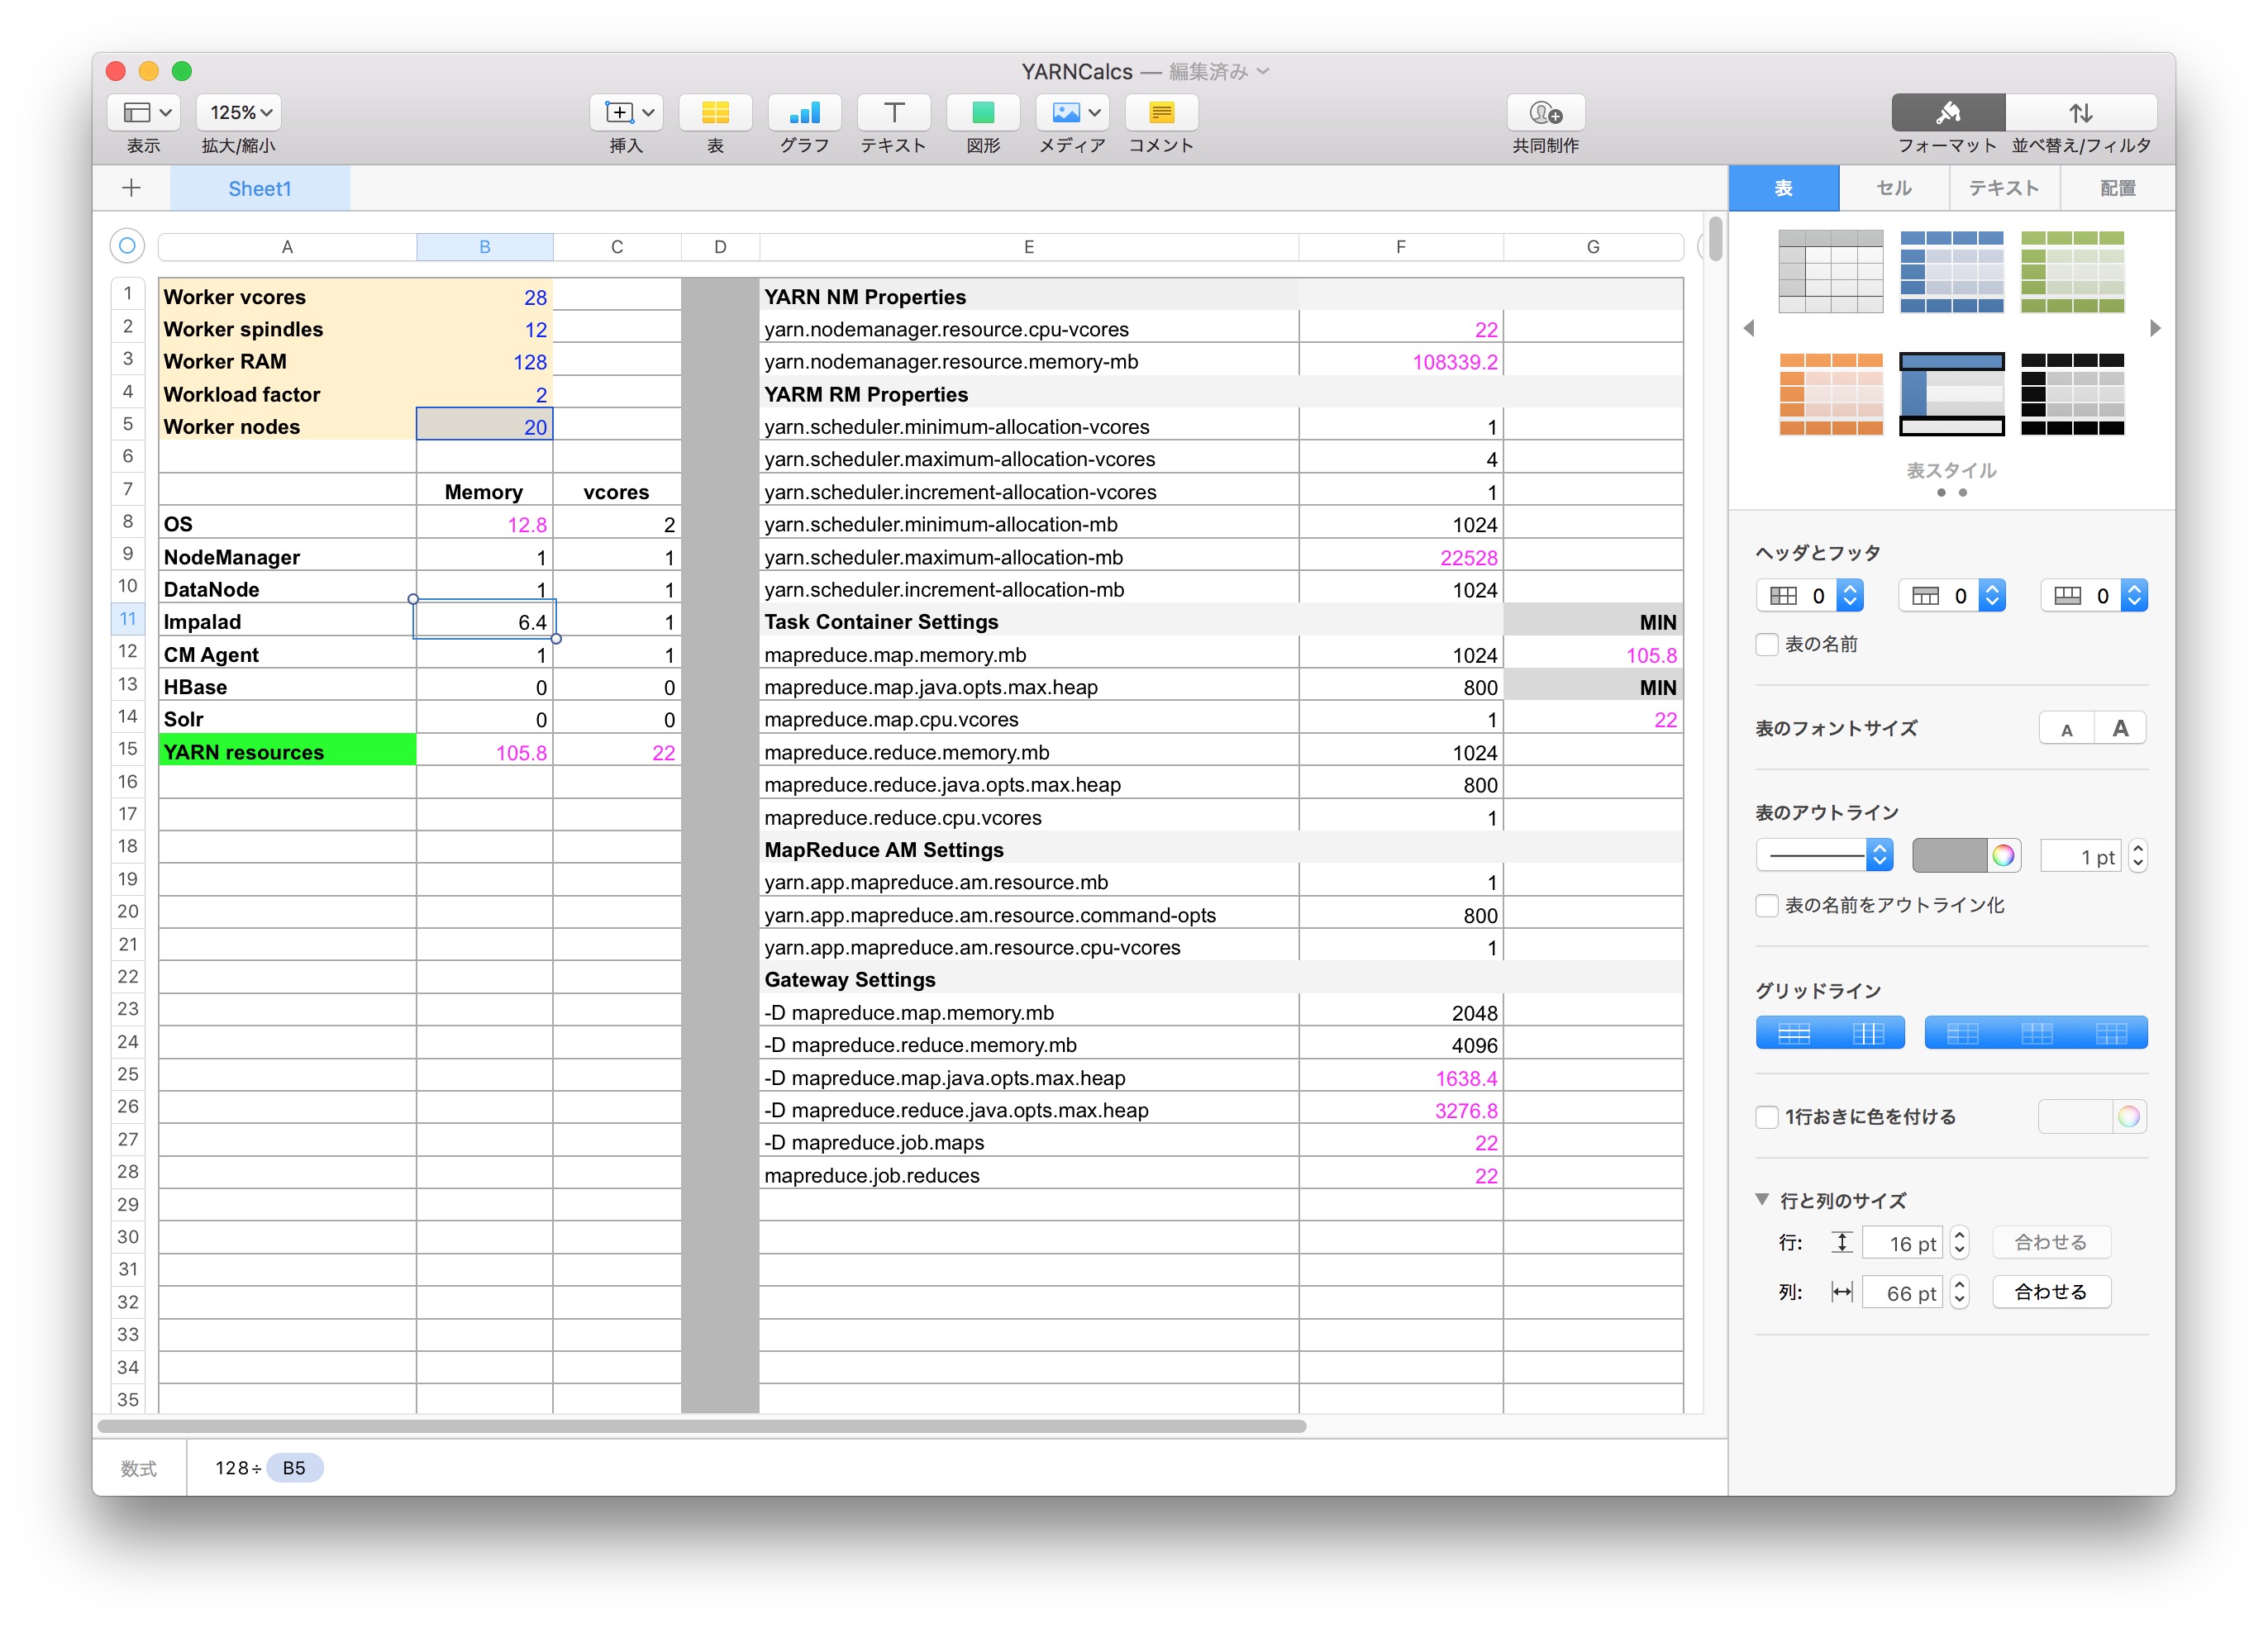 YARNCalcs — 編集済み
125%
表示 拡大/縮小 挿入 表 グラフ テキスト 図形 メディア コメント 共同制作 フォーマット 並べ替え/フィルタ
Sheet1
A B C D E F G
1 Worker vcores 28 YARN NM Properties
2 Worker spindles 12 yarn.nodemanager.resource.cpu-vcores 22
3 Worker RAM 128 yarn.nodemanager.resource.memory-mb 108339.2
4 Workload factor 2 YARM RM Properties
5 Worker nodes 20 yarn.scheduler.minimum-allocation-vcores 1
6 yarn.scheduler.maximum-allocation-vcores 4
7 Memory vcores yarn.scheduler.increment-allocation-vcores 1
8 OS 12.8 2 yarn.scheduler.minimum-allocation-mb 1024
9 NodeManager 1 1 yarn.scheduler.maximum-allocation-mb 22528
10 DataNode 1 1 yarn.scheduler.increment-allocation-mb 1024
11 Impalad 6.4 1 Task Container Settings MIN
12 CM Agent 1 1 mapreduce.map.memory.mb 1024 105.8
13 HBase 0 0 mapreduce.map.java.opts.max.heap 800 MIN
14 Solr 0 0 mapreduce.map.cpu.vcores 1 22
15 YARN resources 105.8 22 mapreduce.reduce.memory.mb 1024
16 mapreduce.reduce.java.opts.max.heap 800
17 mapreduce.reduce.cpu.vcores 1
18 MapReduce AM Settings
19 yarn.app.mapreduce.am.resource.mb 1
20 yarn.app.mapreduce.am.resource.command-opts 800
21 yarn.app.mapreduce.am.resource.cpu-vcores 1
22 Gateway Settings
23 -D mapreduce.map.memory.mb 2048
24 -D mapreduce.reduce.memory.mb 4096
25 -D mapreduce.map.java.opts.max.heap 1638.4
26 -D mapreduce.reduce.java.opts.max.heap 3276.8
27 -D mapreduce.job.maps 22
28 mapreduce.job.reduces 22
29
30
31
32
33
34
35
数式 128÷ B5
表 セル テキスト 配置
表スタイル
ヘッダとフッタ
0 0 0
表の名前
表のフォントサイズ A A
表のアウトライン
1 pt
表の名前をアウトライン化
グリッドライン
1行おきに色を付ける
行と列のサイズ
行: 16 pt 合わせる
列: 66 pt 合わせる